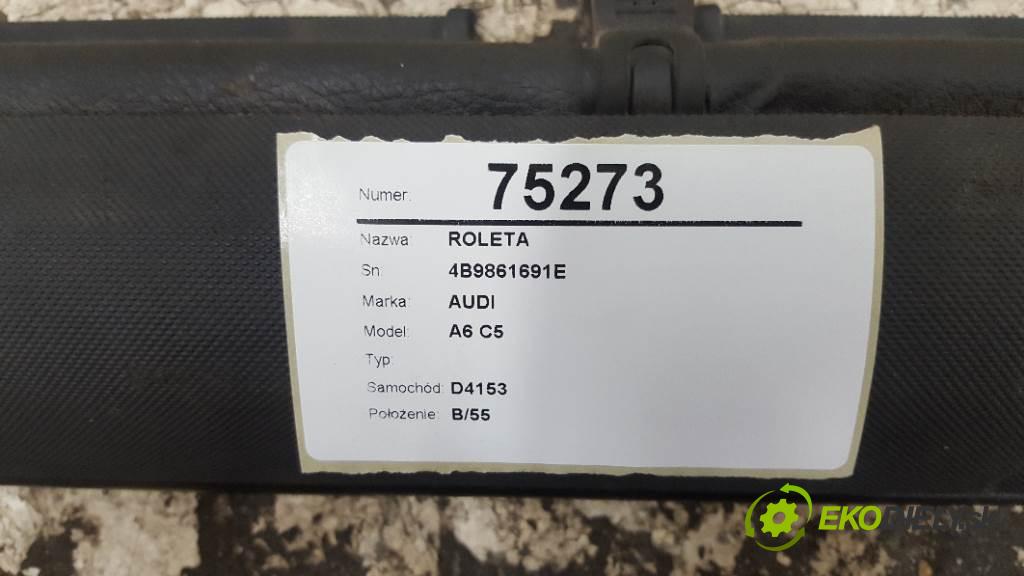 Numer: 75273
Nazwa: ROLETA
Sn: 4B9861691E
Marka: AUDI
Model: A6 C5
Typ:
Samochód: D4153
Położenie: B/55